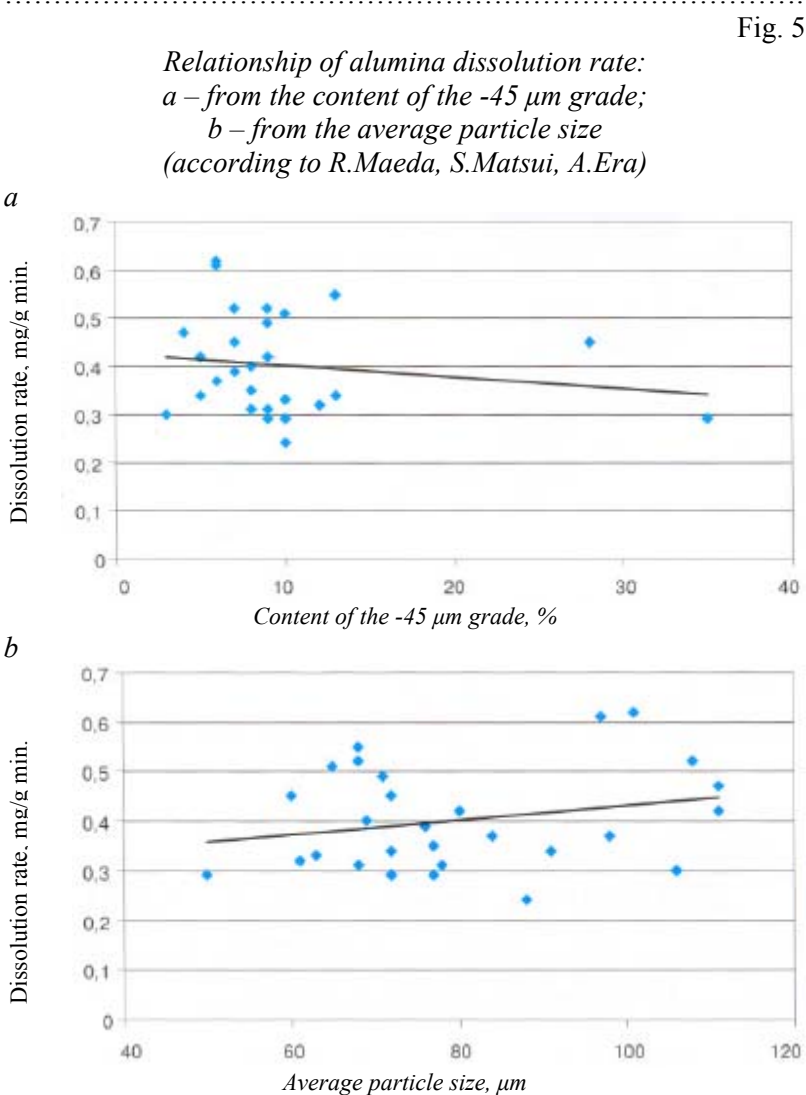 Fig. 5
Relationship of alumina dissolution rate:
a – from the content of the -45 μm grade;
b – from the average particle size
(according to R.Maeda, S.Matsui, A.Era)
a
Dissolution rate, mg/g min.
0,7
0,6
0,5
0,4
0,3
0,2
0,1
0
0 10 20 30 40
Content of the -45 μm grade, %
b
Dissolution rate, mg/g min.
0,7
0,6
0,5
0,4
0,3
0,2
0,1
0
40 60 80 100 120
Average particle size, μm